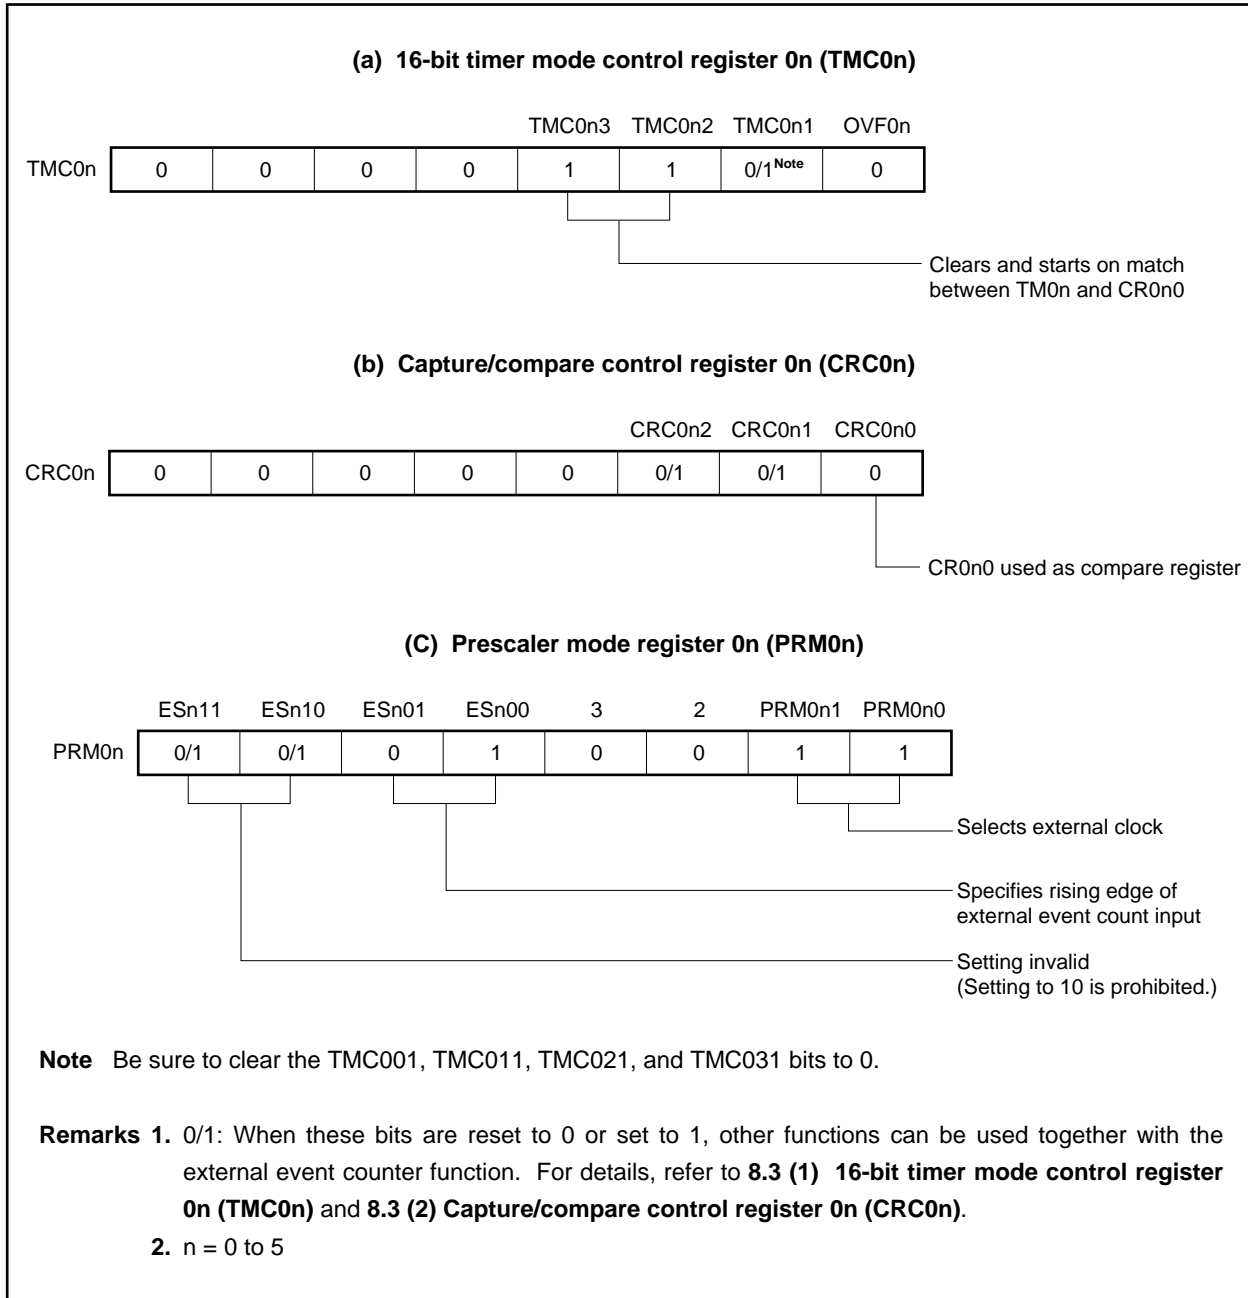 (a) 16-bit timer mode control register 0n (TMC0n)
TMC0n3 TMC0n2 TMC0n1 OVF0n
TMC0n 0 0 0 0 1 1 0/1Note 0
Clears and starts on match
between TM0n and CR0n0
(b) Capture/compare control register 0n (CRC0n)
CRC0n2 CRC0n1 CRC0n0
CRC0n 0 0 0 0 0 0/1 0/1 0
CR0n0 used as compare register
(C) Prescaler mode register 0n (PRM0n)
ESn11 ESn10 ESn01 ESn00 3 2 PRM0n1 PRM0n0
PRM0n 0/1 0/1 0 1 0 0 1 1
Selects external clock
Specifies rising edge of
external event count input
Setting invalid
(Setting to 10 is prohibited.)
Note Be sure to clear the TMC001, TMC011, TMC021, and TMC031 bits to 0.
Remarks 1. 0/1: When these bits are reset to 0 or set to 1, other functions can be used together with the
external event counter function. For details, refer to 8.3 (1) 16-bit timer mode control register
0n (TMC0n) and 8.3 (2) Capture/compare control register 0n (CRC0n).
2. n = 0 to 5